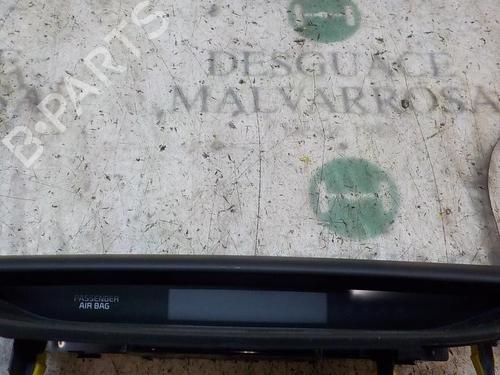 B-PARTS
DESGUACE
MALVARROSA
PASSENGER
AIR BAG